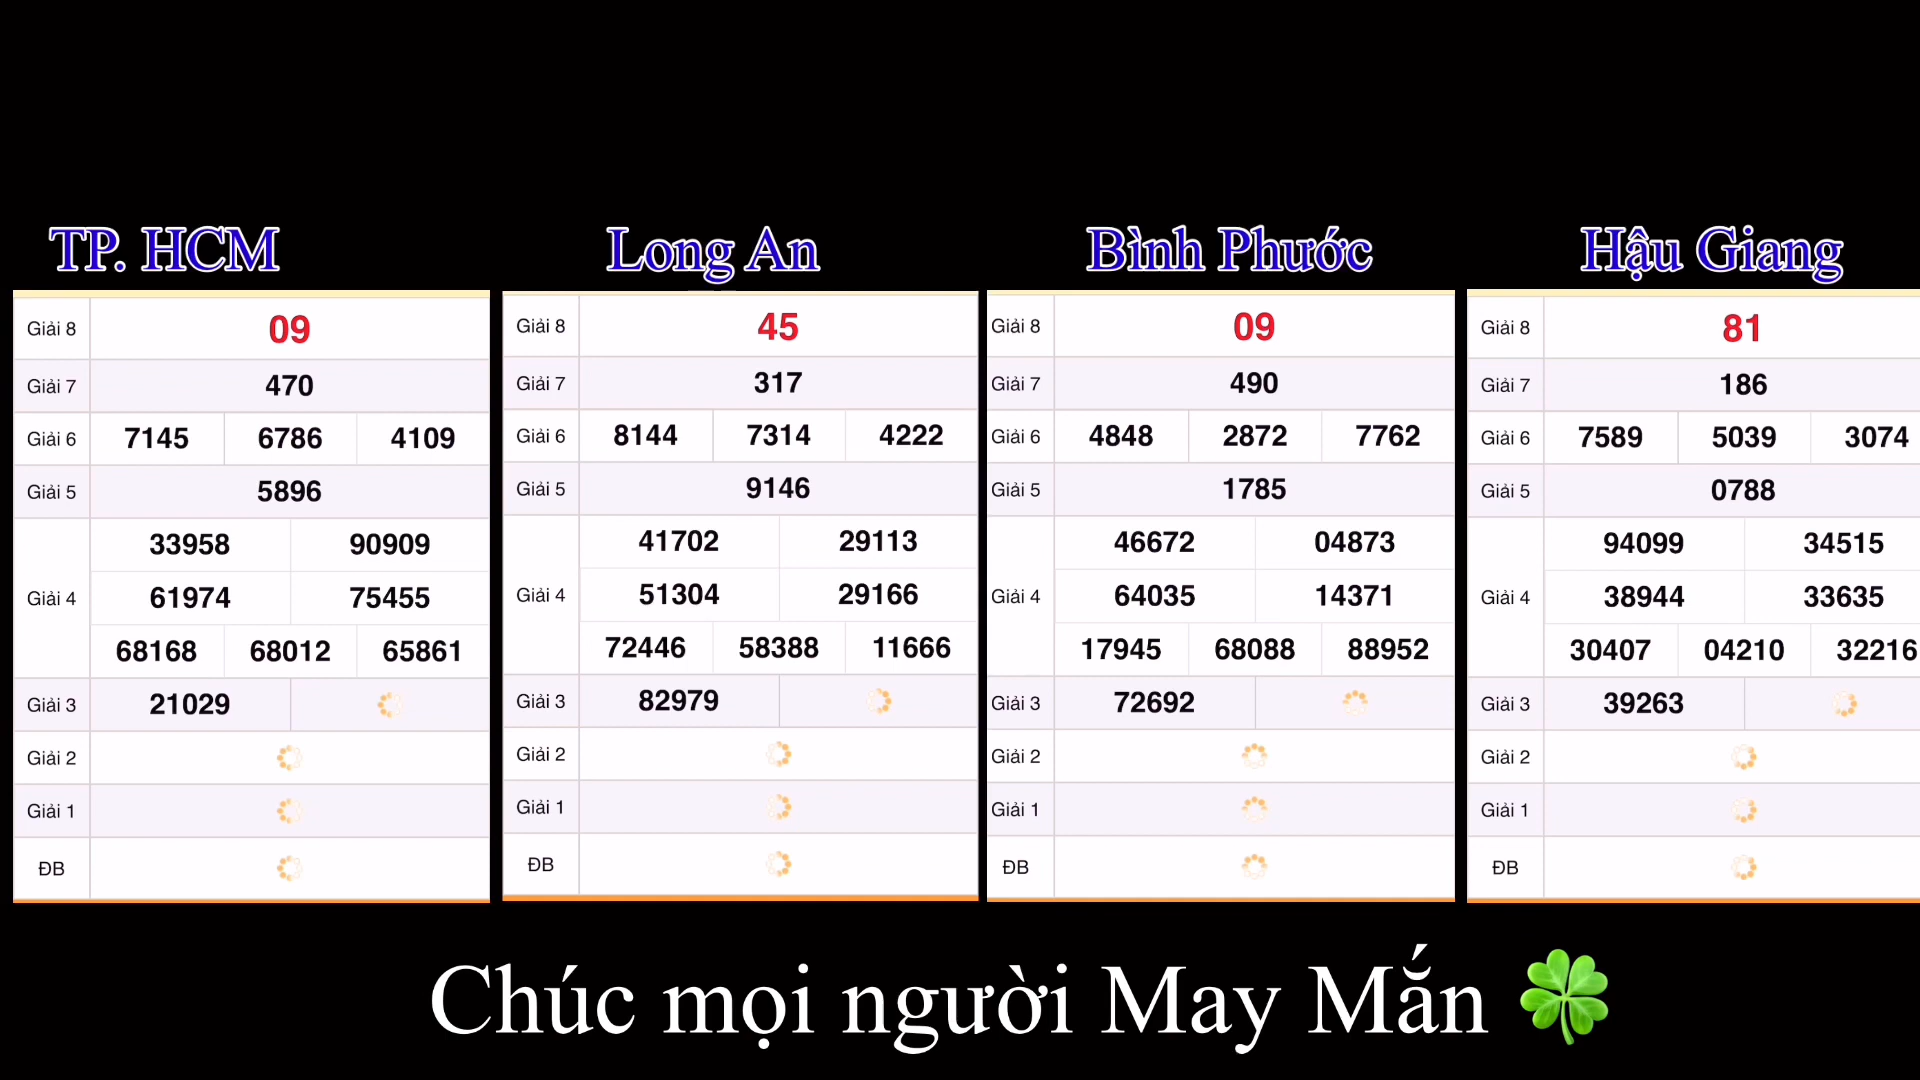 TP. HCM
Giải 8 09
Giải 7 470
Giải 6 7145 6786 4109
Giải 5 5896
33958 90909
Giải 4 61974 75455
68168 68012 65861
Giải 3 21029
Giải 2
Giải 1
ĐB
Long An
Giải 8 45
Giải 7 317
Giải 6 8144 7314 4222
Giải 5 9146
41702 29113
Giải 4 51304 29166
72446 58388 11666
Giải 3 82979
Giải 2
Giải 1
ĐB
Bình Phước
Giải 8 09
Giải 7 490
Giải 6 4848 2872 7762
Giải 5 1785
46672 04873
Giải 4 64035 14371
17945 68088 88952
Giải 3 72692
Giải 2
Giải 1
ĐB
Hậu Giang
Giải 8 81
Giải 7 186
Giải 6 7589 5039 3074
Giải 5 0788
94099 34515
Giải 4 38944 33635
30407 04210 32216
Giải 3 39263
Giải 2
Giải 1
ĐB
Chúc mọi người May Mắn 🍀